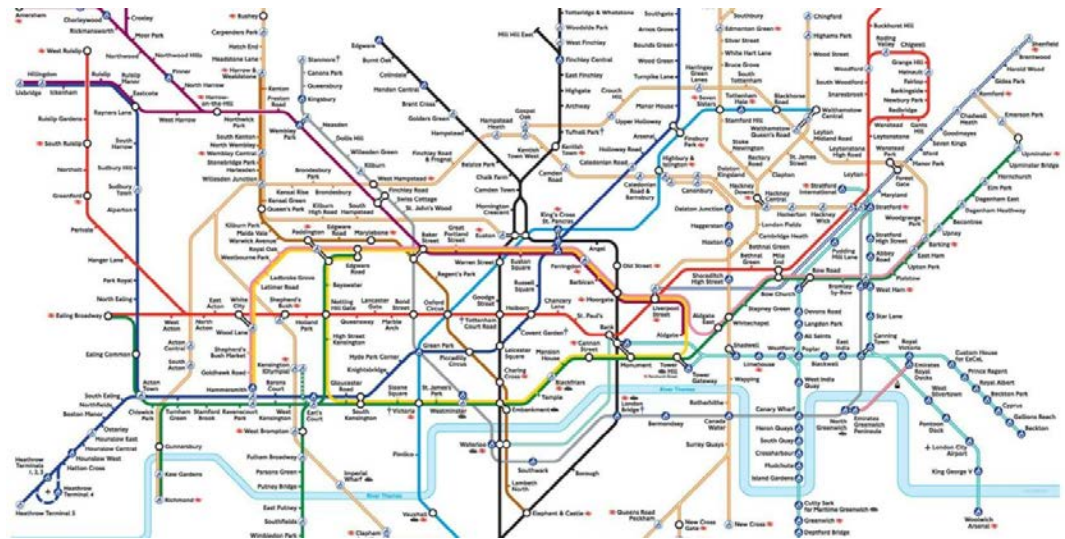 Amersham
Chorleywood
Rickmansworth
Croxley
Moor Park
Northwood
Northwood Hills
Pinner
North Harrow
Harrow-
on-the-Hill
West Harrow
Northwick
Park
Preston
Road
Wembley
Park
Bushey
Carpenders Park
Hatch End
Headstone Lane
Harrow &
Wealdstone
Kenton
South Kenton
North Wembley
Wembley Central
Stonebridge Park
Harlesden
Willesden Junction
Kensal Green
Queen's Park
Stanmore
Canons Park
Queensbury
Kingsbury
Neasden
Dollis Hill
Willesden Green
Kilburn
West Hampstead
Finchley Road
Swiss Cottage
St. John's Wood
Edgware
Burnt Oak
Colindale
Hendon Central
Brent Cross
Golders Green
Hampstead
Belsize Park
Chalk Farm
Camden Town
Mornington
Crescent
Euston
Mill Hill East
Totteridge & Whetstone
Woodside Park
West Finchley
Finchley Central
East Finchley
Highgate
Archway
Tufnell Park
Kentish
Town
Kentish
Town West
Gospel
Oak
Hampstead
Heath
Finchley Road
& Frognal
Camden
Road
Southgate
Arnos Grove
Bounds Green
Wood Green
Turnpike Lane
Manor House
Finsbury
Park
Arsenal
Holloway Road
Caledonian Road
King's Cross
St. Pancras
Crouch
Hill
Upper Holloway
Harringay
Green
Lanes
Highbury &
Islington
Caledonian
Road &
Barnsbury
Canonbury
Southbury
Edmonton Green
Silver Street
White Hart Lane
Bruce Grove
South
Tottenham
Seven
Sisters
Tottenham
Hale
Stamford Hill
Stoke
Newington
Rectory
Road
Blackhorse
Road
Walthamstow
Queen's Road
Walthamstow
Central
St. James
Street
Clapton
Chingford
Highams Park
Wood Street
Leyton
Midland Road
Leytonstone
High Road
Wanstead
Park
Buckhurst Hill
Roding
Valley
Chigwell
Grange Hill
Hainault
Fairlop
Barkingside
Newbury Park
Redbridge
Gants
Hill
Wanstead
Woodford
South Woodford
Snaresbrook
Leytonstone
Leyton
Shenfield
Brentwood
Harold Wood
Gidea Park
Romford
Emerson Park
Chadwell
Heath
Goodmayes
Seven Kings
Ilford
Manor Park
Forest
Gate
Upminster
Upminster Bridge
Hornchurch
Elm Park
Dagenham East
Dagenham Heathway
Becontree
Upney
Barking
East Ham
Upton Park
Plaistow
Woodgrange
Park
Maryland
Stratford
International
Stratford
Stratford
High Street
Abbey
Road
West Ham
West Ruislip
Ruislip Gardens
South Ruislip
Northolt
Greenford
Perivale
Hanger Lane
Ealing Broadway
Hillingdon
Uxbridge
Ickenham
Ruislip
Ruislip
Manor
Eastcote
Rayners Lane
South
Harrow
Sudbury Hill
Sudbury
Town
Alperton
Park Royal
North Ealing
Ealing Common
South Ealing
Northfields
Boston Manor
Osterley
Hounslow East
Hounslow Central
Hounslow West
Hatton Cross
Heathrow
Terminals
1, 2, 3
Heathrow
Terminal 4
Heathrow Terminal 5
Acton
Town
South
Acton
Acton
Central
West
Acton
North
Acton
East
Acton
White
City
Wood Lane
Shepherd's
Bush
Shepherd's
Bush Market
Goldhawk Road
Hammersmith
Latimer Road
Ladbroke Grove
Westbourne Park
Royal Oak
Paddington
Warwick Avenue
Maida Vale
Kilburn Park
Kensal Rise
Brondesbury
Park
Brondesbury
Kilburn
High Road
South
Hampstead
Edgware
Road
Marylebone
Edgware
Road
Bayswater
Baker
Street
Great
Portland
Street
Warren Street
Regent's Park
Euston
Square
Russell
Square
Goodge
Street
Holland
Park
Notting
Hill Gate
Queensway
Lancaster
Gate
Marble
Arch
Bond
Street
Oxford
Circus
Tottenham
Court Road
Holborn
Chancery
Lane
St. Paul's
Bank
Covent Garden
Leicester
Square
Piccadilly
Circus
Green Park
Hyde Park Corner
Knightsbridge
High Street
Kensington
Kensington
(Olympia)
Barons
Court
Gloucester
Road
South
Kensington
Sloane
Square
Victoria
St. James's
Park
Westminster
Embankment
Charing
Cross
Temple
Blackfriars
Mansion
House
Cannon
Street
Monument
Tower
Hill
Tower
Gateway
Farringdon
Barbican
Moorgate
Liverpool
Street
Old Street
Angel
Aldgate
Aldgate
East
Whitechapel
Stepney Green
Mile
End
Bow Road
Bow Church
Bromley-
by-Bow
Pudding
Mill Lane
Bethnal
Green
Bethnal
Green
Cambridge Heath
London Fields
Shoreditch
High Street
Hoxton
Haggerston
Dalston Junction
Dalston
Kingsland
Hackney
Downs
Hackney
Central
Homerton
Hackney
Wick
Devons Road
Langdon Park
All Saints
Poplar
Blackwall
East
India
Canning
Town
Royal
Victoria
Custom House
for ExCeL
Prince Regent
Royal Albert
Beckton Park
Cyprus
Gallions Reach
Beckton
West
Silvertown
Pontoon
Dock
London City
Airport
King George V
Woolwich
Arsenal
Emirates
Royal
Docks
Emirates
Greenwich
Peninsula
North
Greenwich
Shadwell
Limehouse
Westferry
West India
Quay
Canary Wharf
Heron Quays
South Quay
Crossharbour
Mudchute
Island Gardens
Cutty Sark
for Maritime Greenwich
Greenwich
Deptford Bridge
Wapping
Rotherhithe
Canada
Water
Surrey Quays
Bermondsey
London
Bridge
Southwark
Waterloo
Borough
Elephant & Castle
Lambeth
North
Pimlico
Vauxhall
Queens Road
Peckham
New Cross
Gate
New Cross
Clapham
Imperial
Wharf
West Brompton
Earl's
Court
West
Kensington
Fulham Broadway
Parsons Green
Putney Bridge
East Putney
Southfields
Wimbledon Park
Chiswick
Park
Turnham
Green
Stamford
Brook
Ravenscourt
Park
Gunnersbury
Kew Gardens
Richmond
River Thames
River Thames